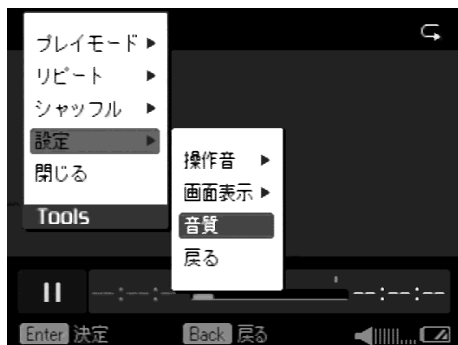 プレイモード
リピート
シャッフル
設定
閉じる
Tools
操作音
画面表示
音質
戻る
--:--:--
--:--:--
Enter 決定
Back 戻る